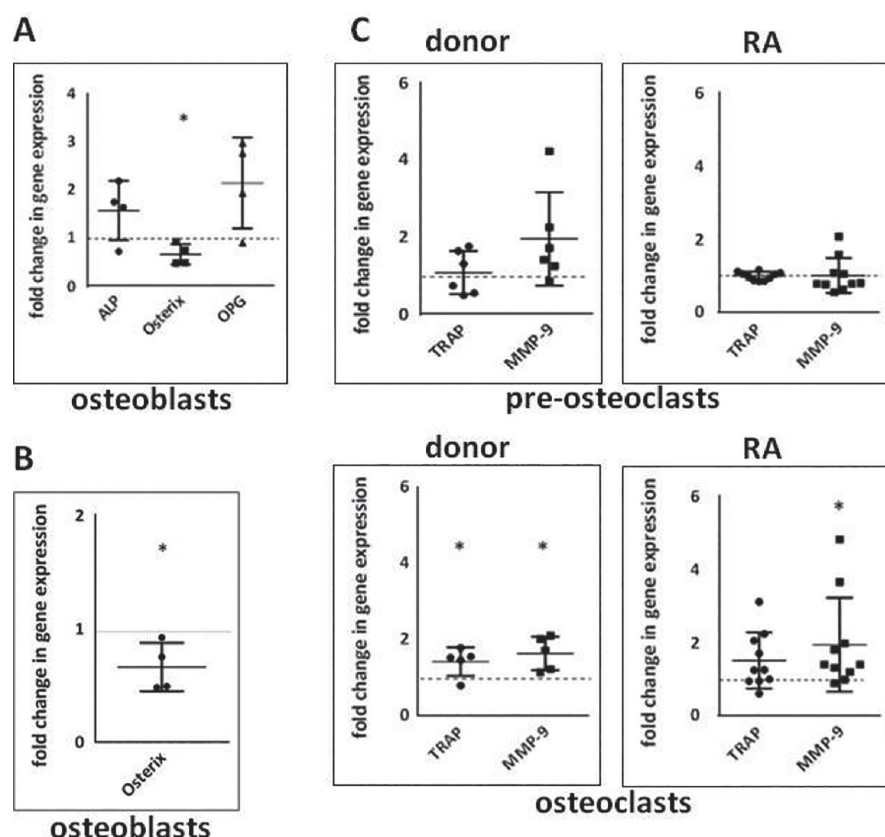 A
fold change in gene expression
4
3
2
1
0
*
ALP
Osterix
OPG
osteoblasts
B
fold change in gene expression
2
1
0
*
Osterix
osteoblasts
C
donor
fold change in gene expression
6
4
2
0
TRAP
MMP-9
RA
fold change in gene expression
6
4
2
0
TRAP
MMP-9
pre-osteoclasts
donor
fold change in gene expression
6
4
2
0
*
*
TRAP
MMP-9
RA
fold change in gene expression
6
4
2
0
*
TRAP
MMP-9
osteoclasts